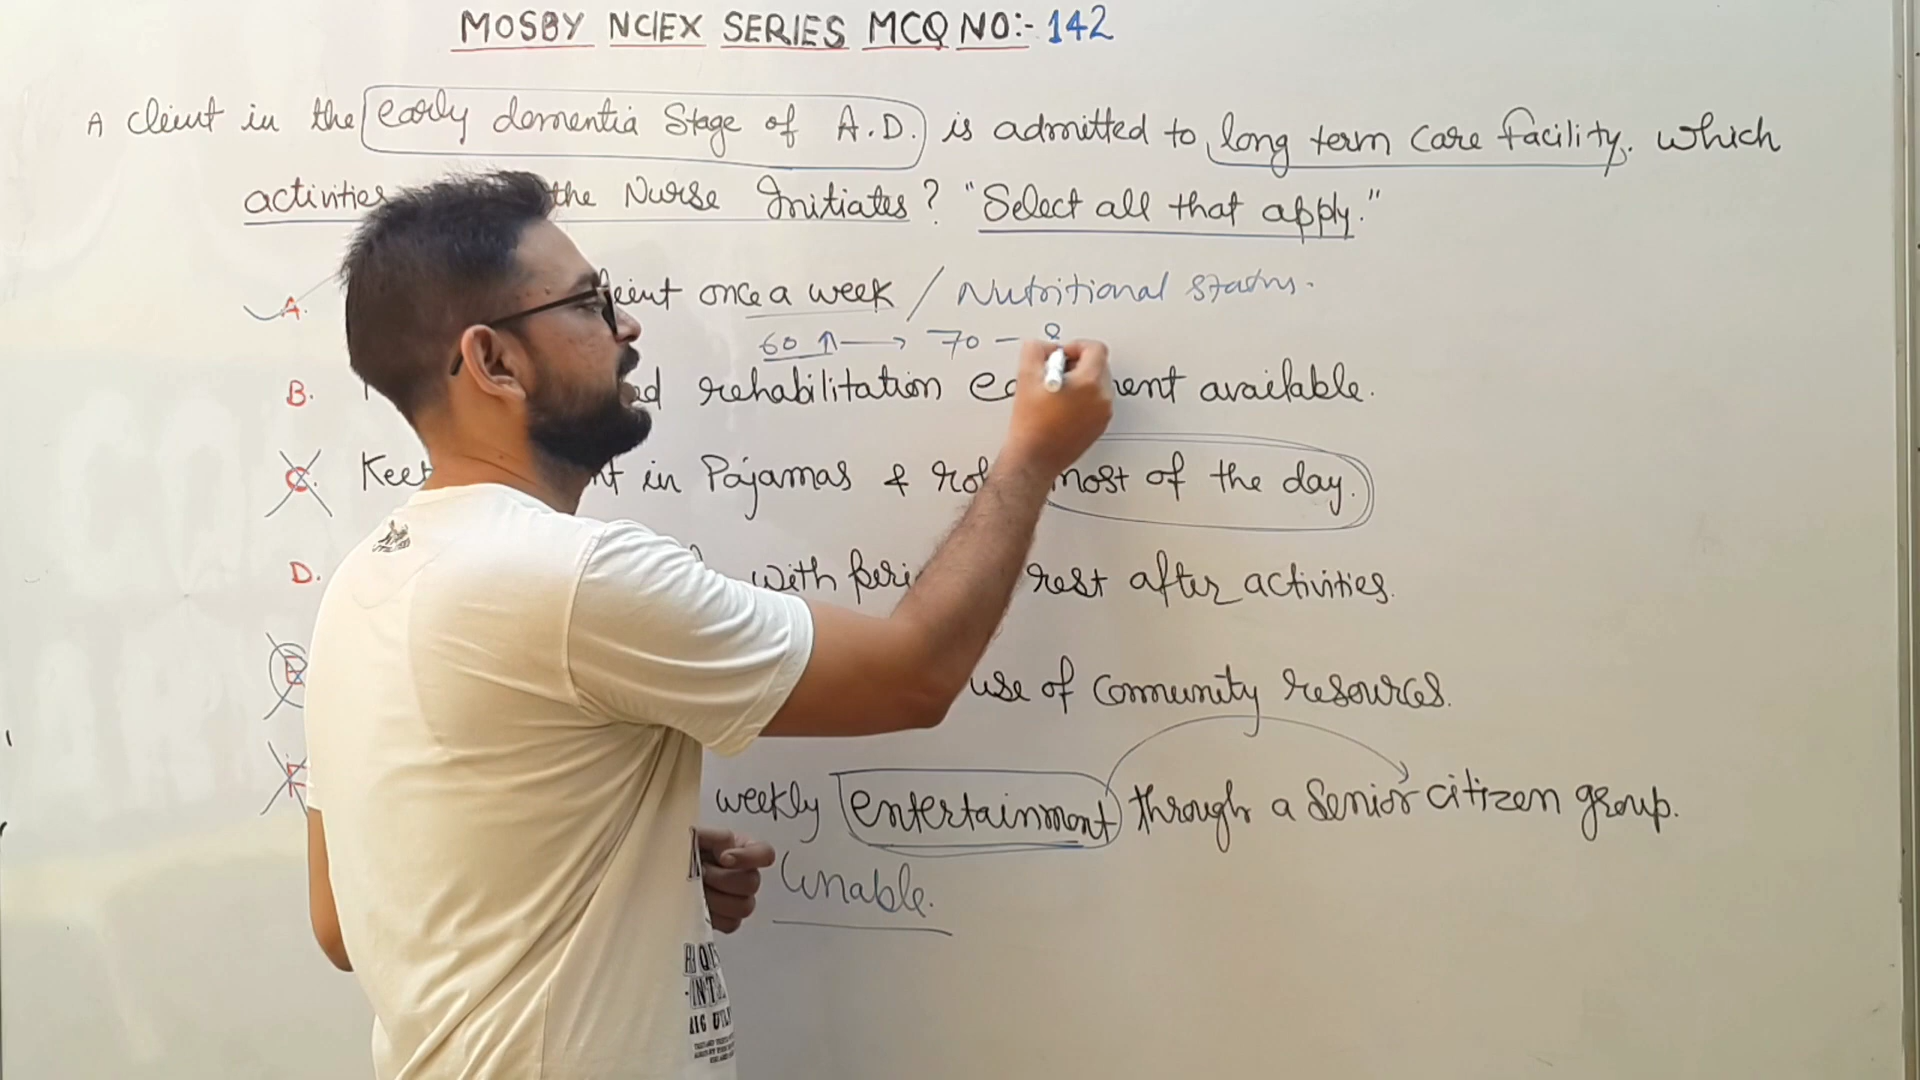 MOSBY NCIEX SERIES MCQ NO:- 142
A client in the early dementia Stage of A.D. is admitted to long term care facility. which
activities the Nurse Initiates? "Select all that apply."
A. once a week / Nutritional status.
60 ↑ → 70 - 8
B. rehabilitation available.
C. in Pajamas & most of the day.
D. with rest after activities.
E use of community resources.
F weekly entertainment through a Senior citizen group.
Unable.